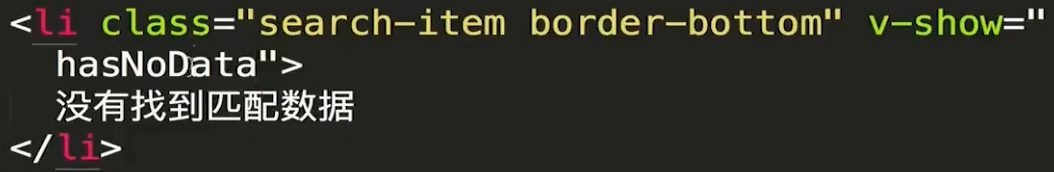 <li class="search-item border-bottom" v-show="
hasNoData">
没有找到匹配数据
</li>